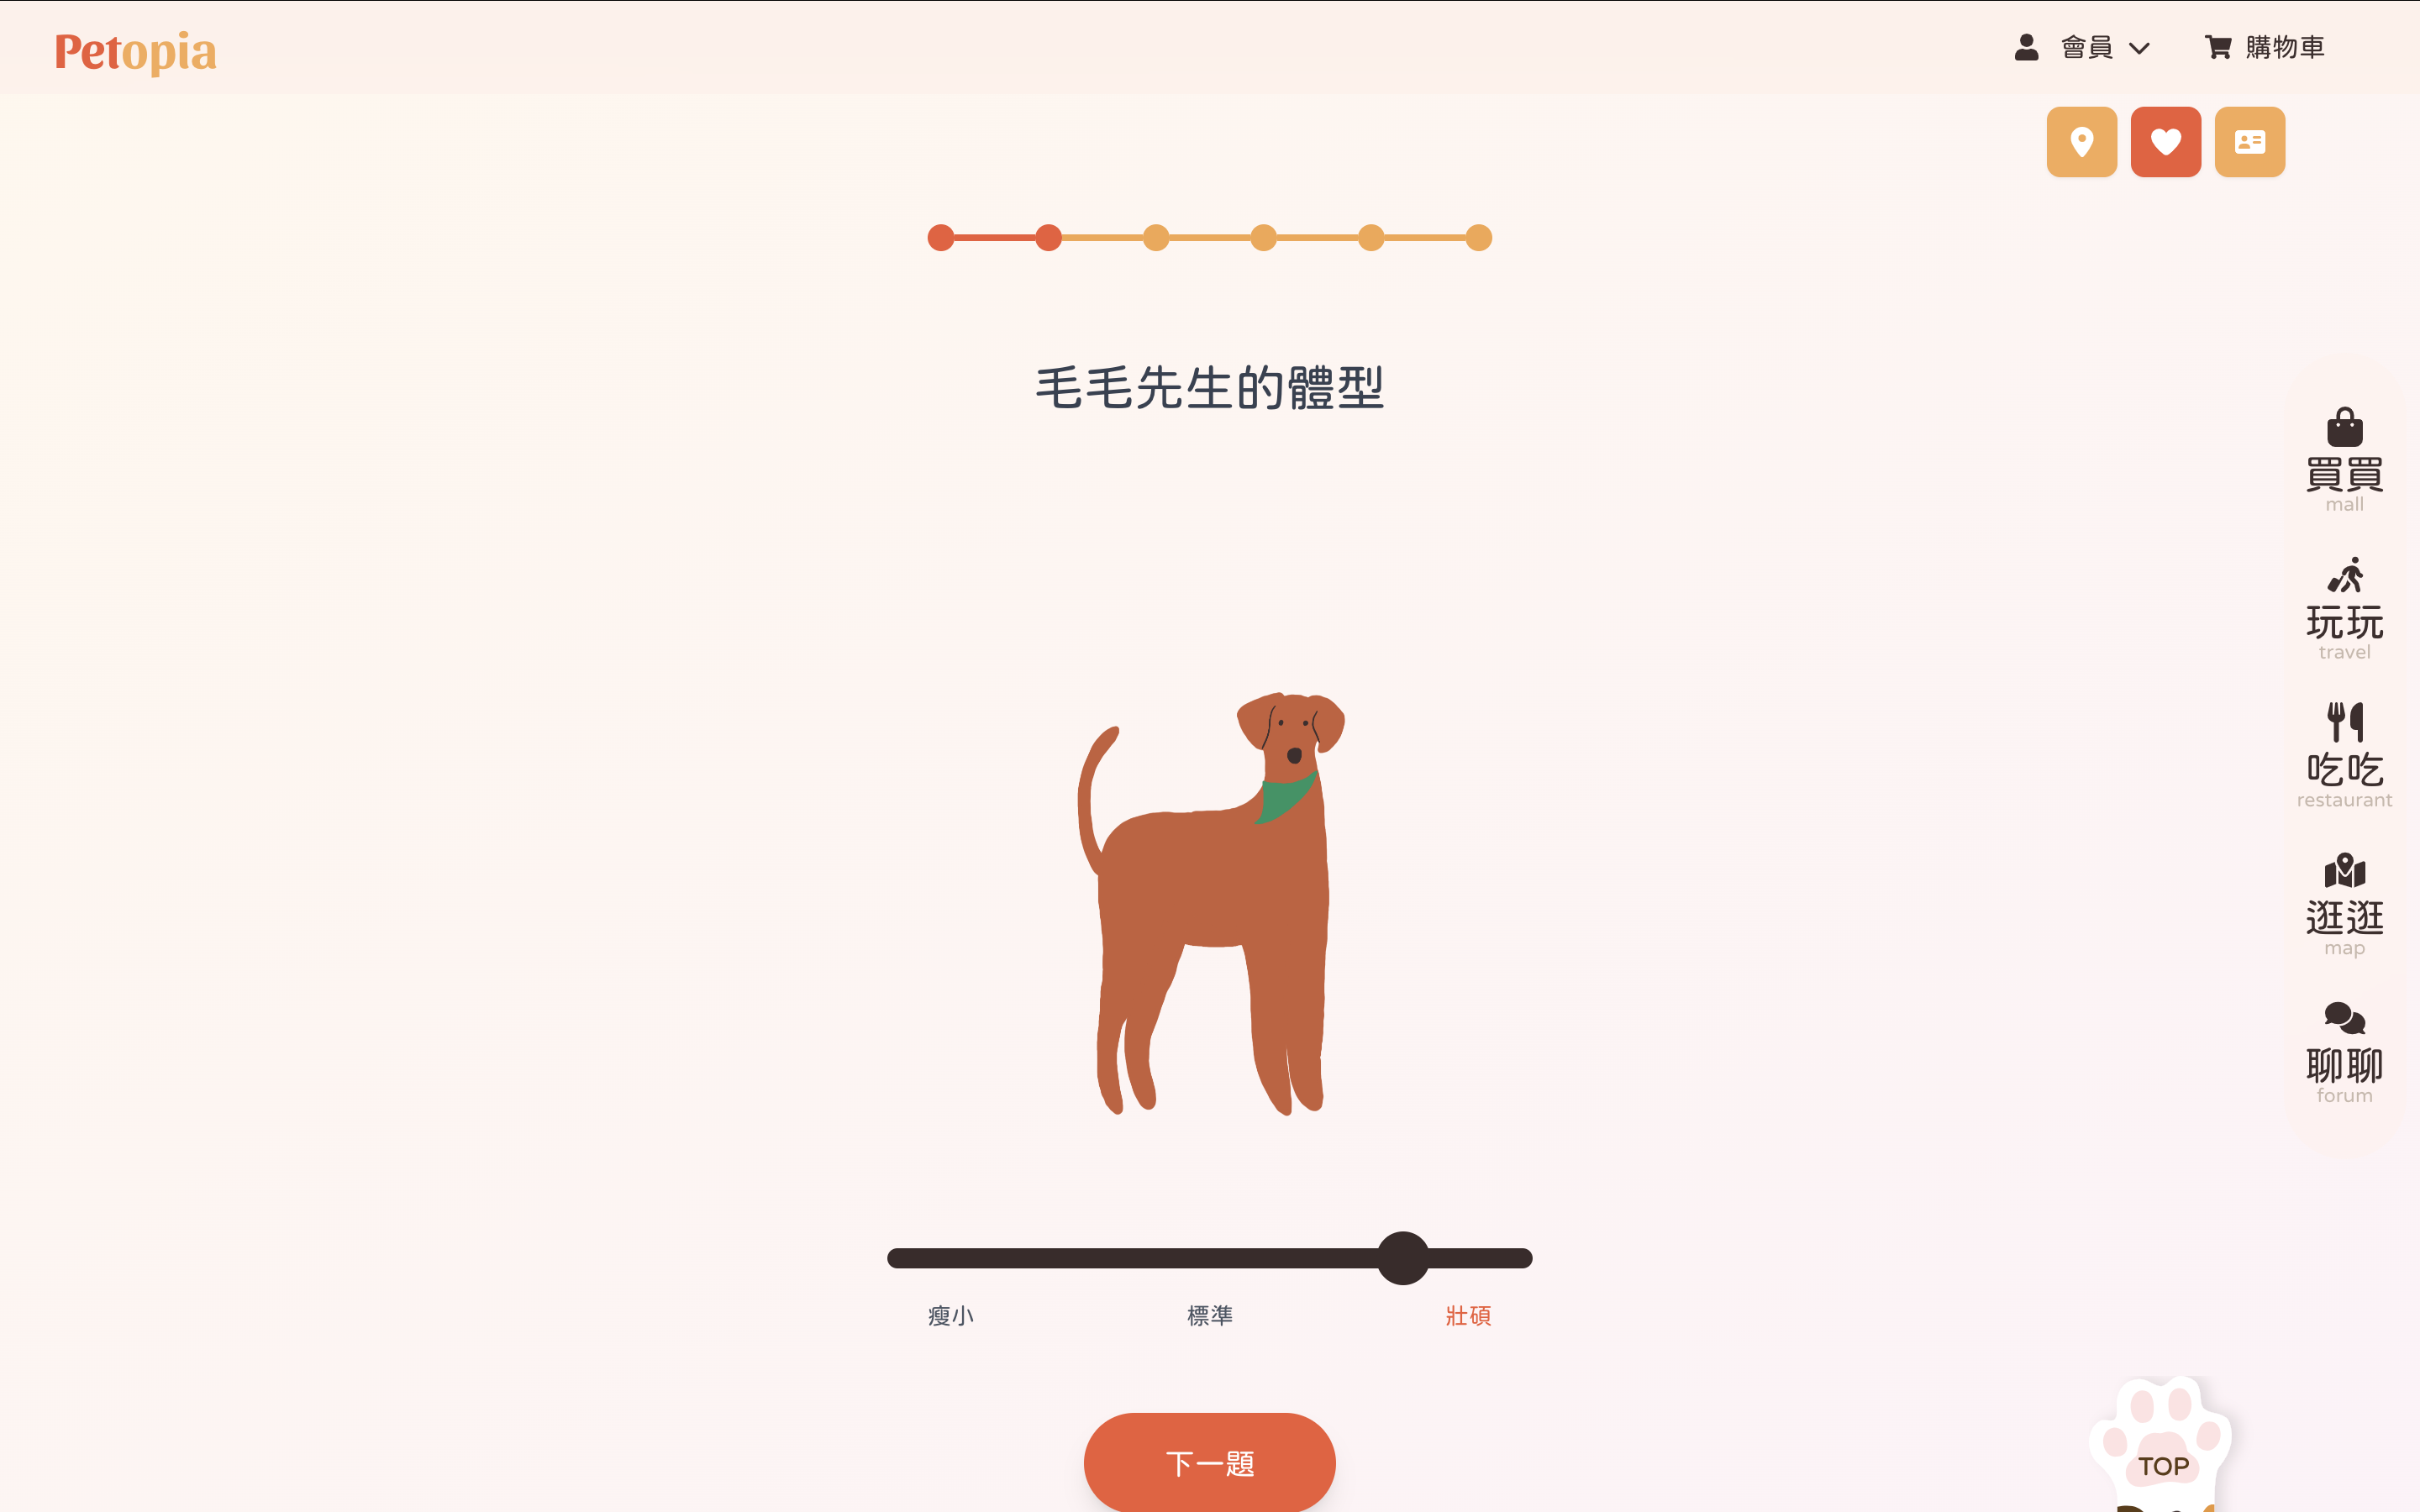 Petopia
會員
購物車
毛毛先生的體型
買買
mall
玩玩
travel
吃吃
restaurant
逛逛
map
聊聊
forum
瘦小
標準
壯碩
下一題
TOP